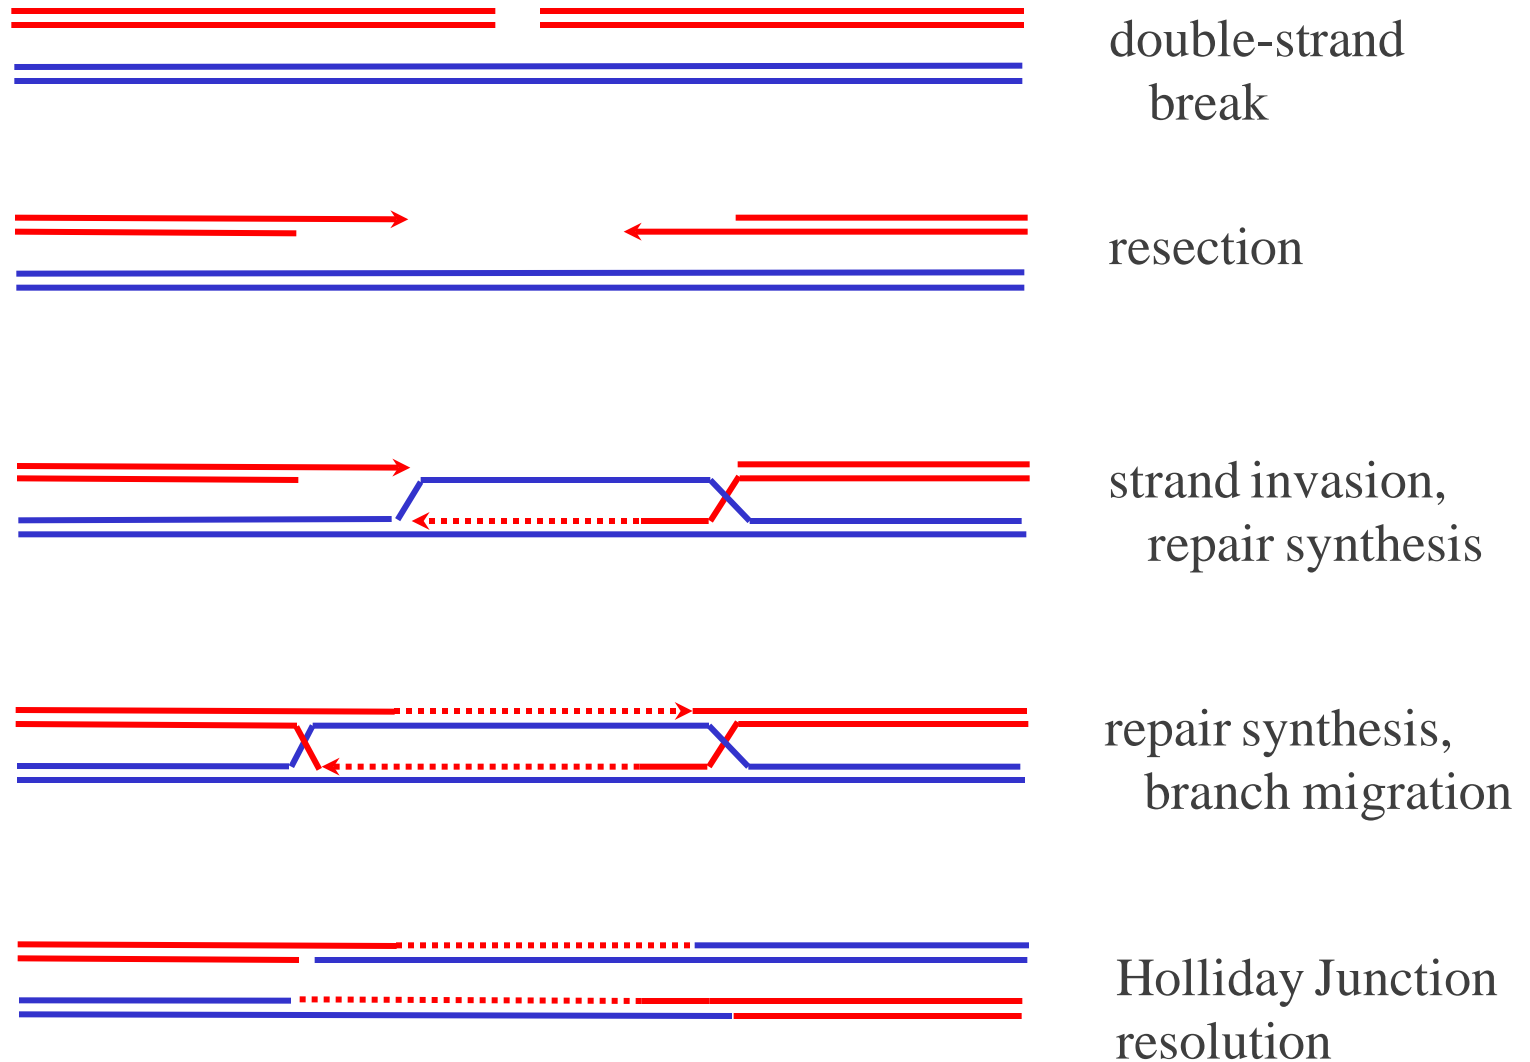 double-strand
break
resection
strand invasion,
repair synthesis
repair synthesis,
branch migration
Holliday Junction
resolution